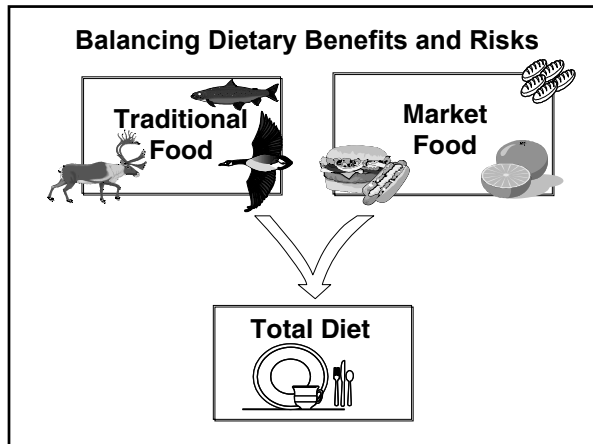 Balancing Dietary Benefits and Risks
Traditional
Food
Market
Food
Total Diet